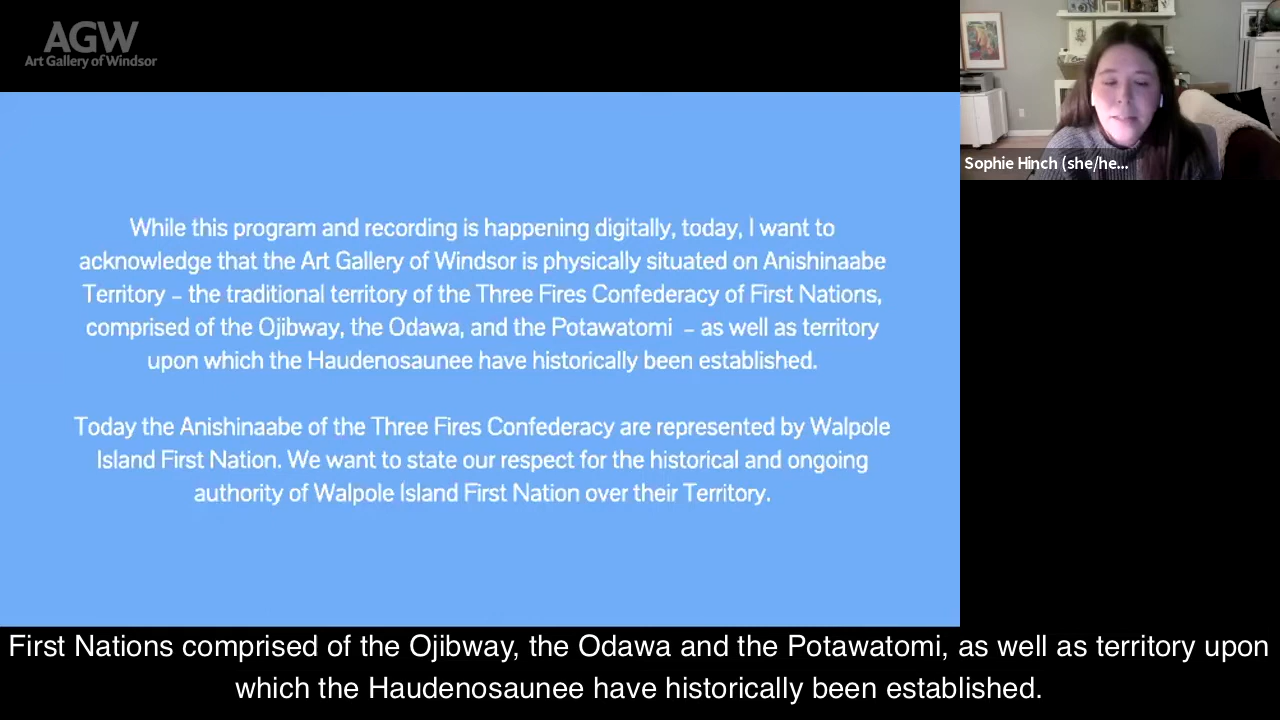 AGW
Art Gallery of Windsor
Sophie Hinch (she/he...
While this program and recording is happening digitally, today, I want to
acknowledge that the Art Gallery of Windsor is physically situated on Anishinaabe
Territory – the traditional territory of the Three Fires Confederacy of First Nations,
comprised of the Ojibway, the Odawa, and the Potawatomi – as well as territory
upon which the Haudenosaunee have historically been established.
Today the Anishinaabe of the Three Fires Confederacy are represented by Walpole
Island First Nation. We want to state our respect for the historical and ongoing
authority of Walpole Island First Nation over their Territory.
First Nations comprised of the Ojibway, the Odawa and the Potawatomi, as well as territory upon
which the Haudenosaunee have historically been established.